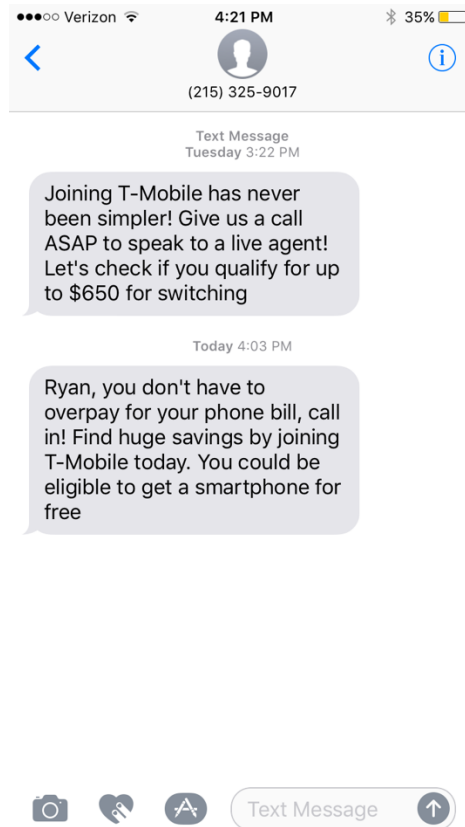 Verizon 4:21 PM 35%
(215) 325-9017
Text Message
Tuesday 3:22 PM
Joining T-Mobile has never
been simpler! Give us a call
ASAP to speak to a live agent!
Let's check if you qualify for up
to $650 for switching
Today 4:03 PM
Ryan, you don't have to
overpay for your phone bill, call
in! Find huge savings by joining
T-Mobile today. You could be
eligible to get a smartphone for
free
Text Message